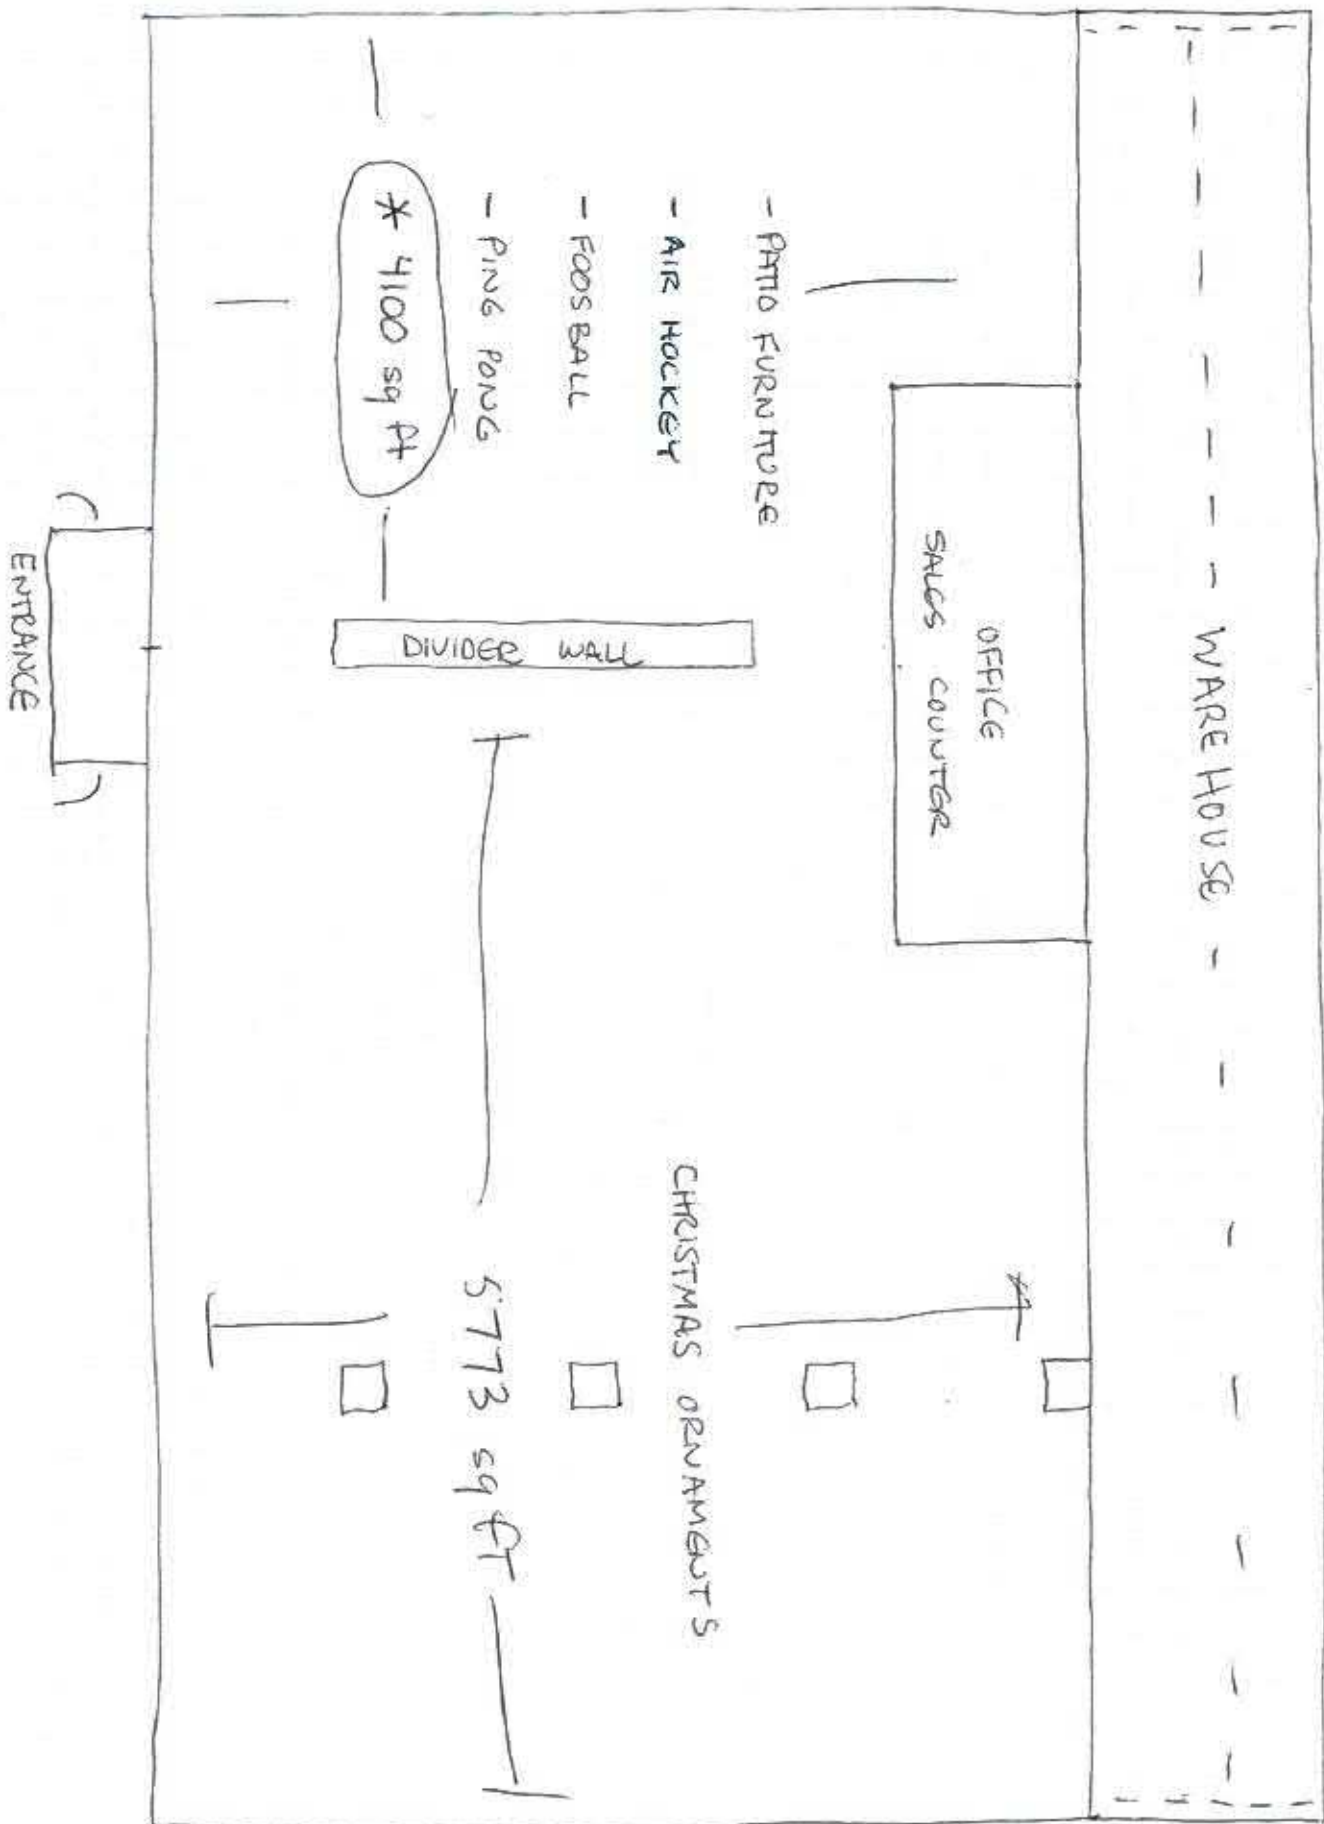 - - - - - - - WAREHOUSE - - - - - - - -
OFFICE
SALES COUNTER
- PATIO FURNITURE
- AIR HOCKEY
- FOOSBALL
- PING PONG
* 4100 sq ft
DIVIDER WALL
CHRISTMAS ORNAMENTS
5773 sq ft
ENTRANCE